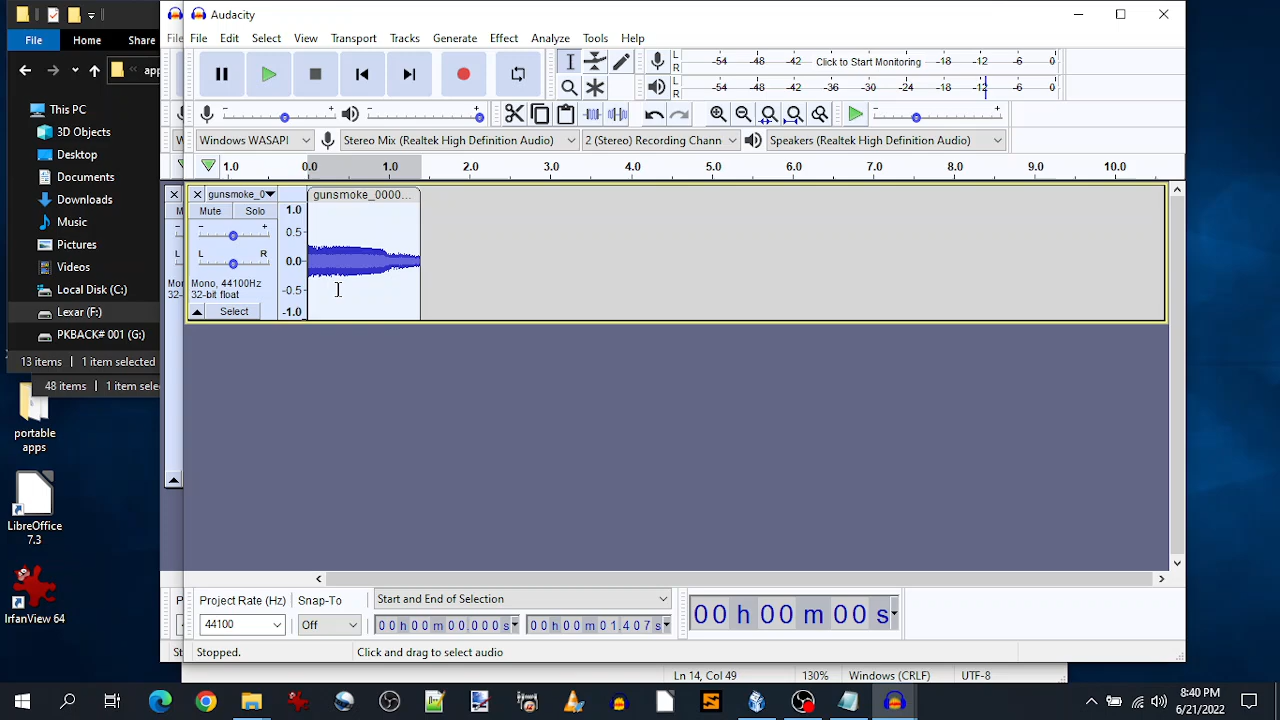 Audacity
File Home Share
File
File Edit Select View Transport Tracks Generate Effect Analyze Tools Help
L R -54 -48 -42 Click to Start Monitoring -18 -12 -6 0
L R -54 -48 -42 -36 -30 -24 -18 -12 -6 0
app
- + - + - +
W Windows WASAPI Stereo Mix (Realtek High Definition Audio) 2 (Stereo) Recording Chann Speakers (Realtek High Definition Audio)
1.0 0.0 1.0 2.0 3.0 4.0 5.0 6.0 7.0 8.0 9.0 10.0
This PC
3D Objects
Desktop
Documents
Downloads
Music
Pictures
Videos
Local Disk (C:)
Lexar (F:)
PKBACK# 001 (G:)
13 items 1 item selected
48 items 1 item selec
gunsmoke_0 gunsmoke_0000...
M Mute Solo
- +
L R
Mono, 44100Hz
32-bit float
Select
1.0
0.5
0.0
-0.5
-1.0
- +
L
Mon
32-
portable
apps
LibreOffice
7.3
IrfanView 64
P Project Rate (Hz) Snap-To Start and End of Selection
44100 Off 00 h 00 m 00.000 s 00 h 00 m 01.407 s
00 h 00 m 00 s
St Stopped. Click and drag to select audio
Ln 14, Col 49 130% Windows (CRLF) UTF-8
8:40 PM
6/21/2022